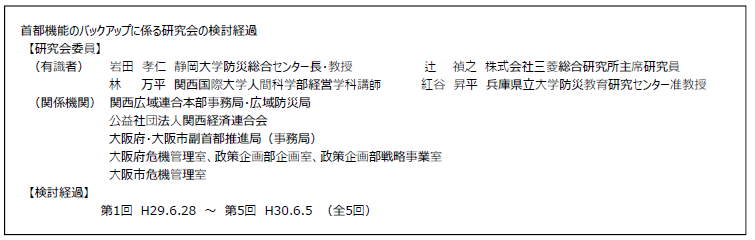 首都機能のバックアップに係る研究会の検討経過
【研究会委員】
（有識者） 岩田 孝仁 静岡大学防災総合センター長・教授 辻 禎之 株式会社三菱総合研究所主席研究員
林 万平 関西国際大学人間科学部経営学科講師 紅谷 昇平 兵庫県立大学防災教育研究センター准教授
（関係機関） 関西広域連合本部事務局・広域防災局
公益社団法人関西経済連合会
大阪府・大阪市副首都推進局（事務局）
大阪府危機管理室、政策企画部企画室、政策企画部戦略事業室
大阪市危機管理室
【検討経過】
第1回 H29.6.28 ～ 第5回 H30.6.5 （全5回）